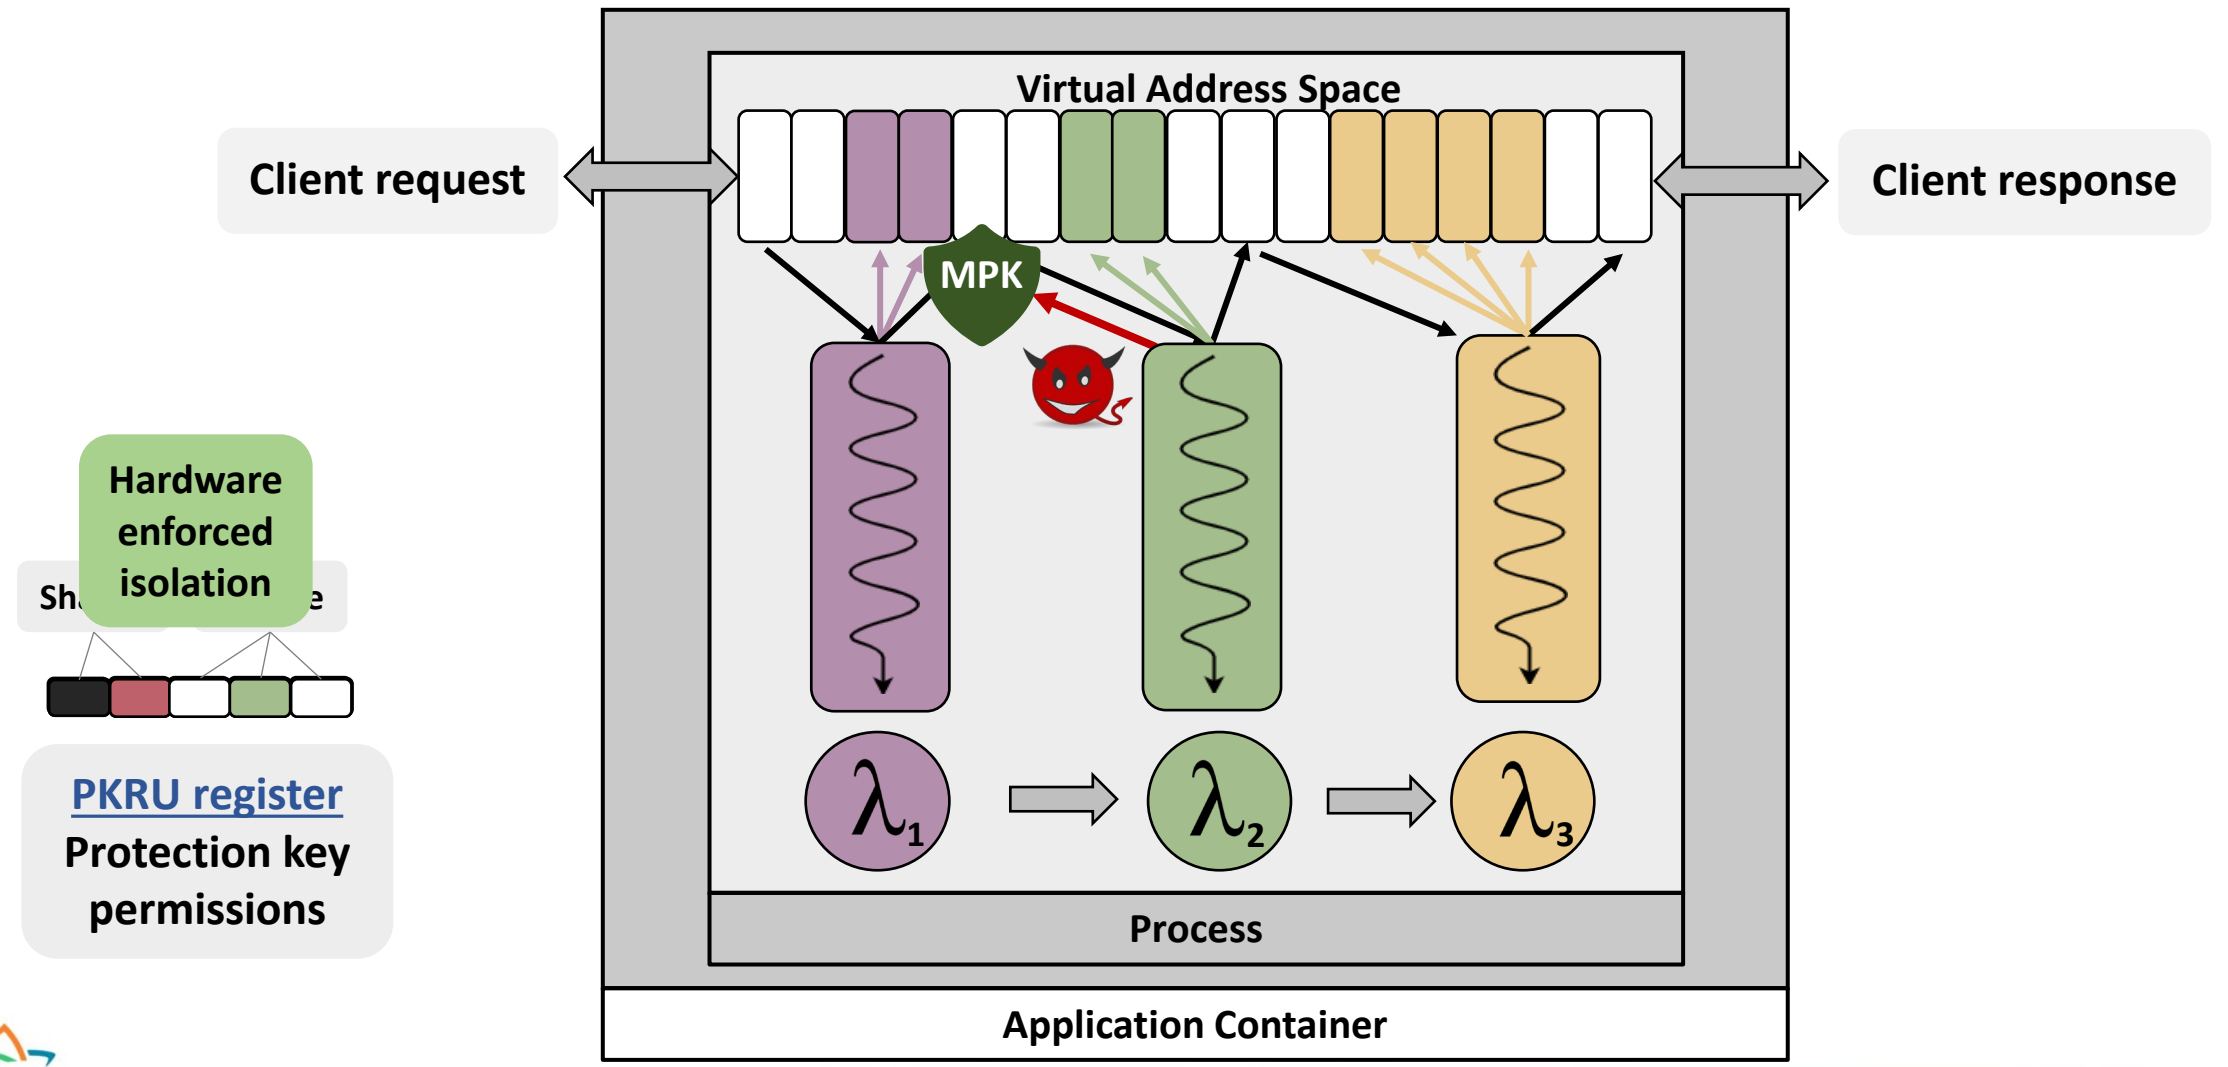 Virtual Address Space
Client request
Client response
MPK
Hardware
enforced
isolation
PKRU register
Protection key
permissions
λ1
λ2
λ3
Process
Application Container